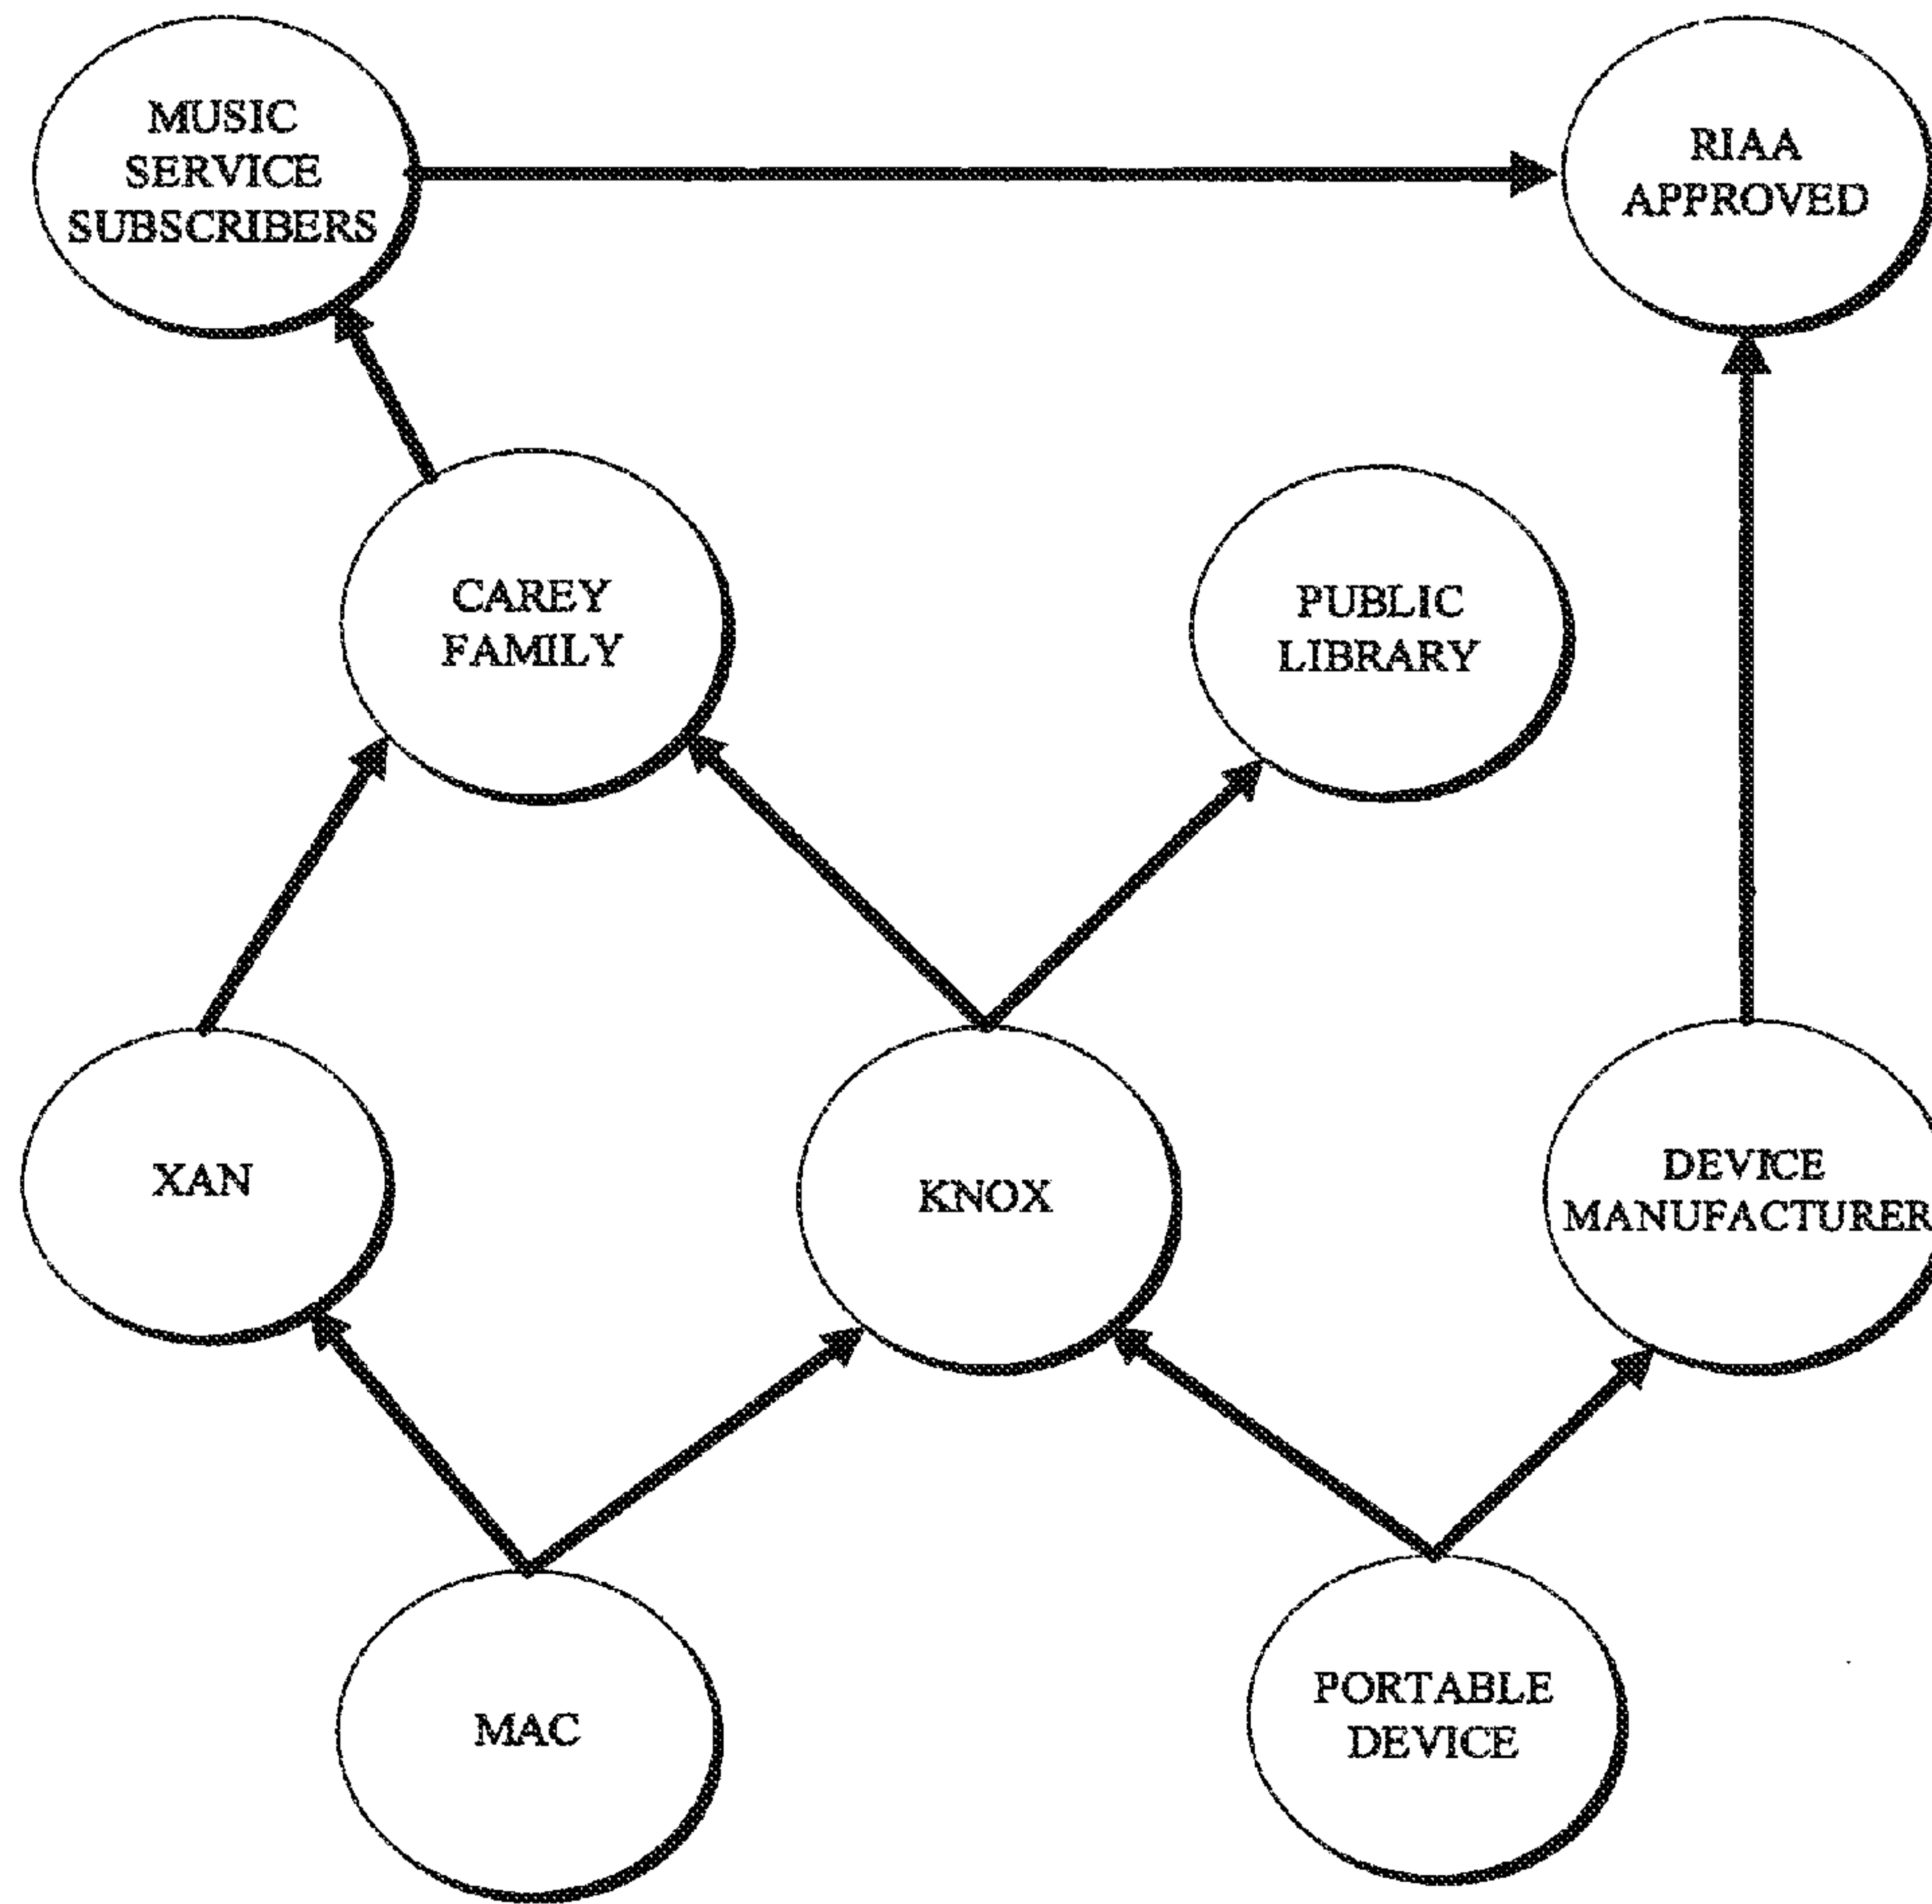 MUSIC
SERVICE
SUBSCRIBERS
RIAA
APPROVED
CAREY
FAMILY
PUBLIC
LIBRARY
XAN
KNOX
DEVICE
MANUFACTURER
MAC
PORTABLE
DEVICE